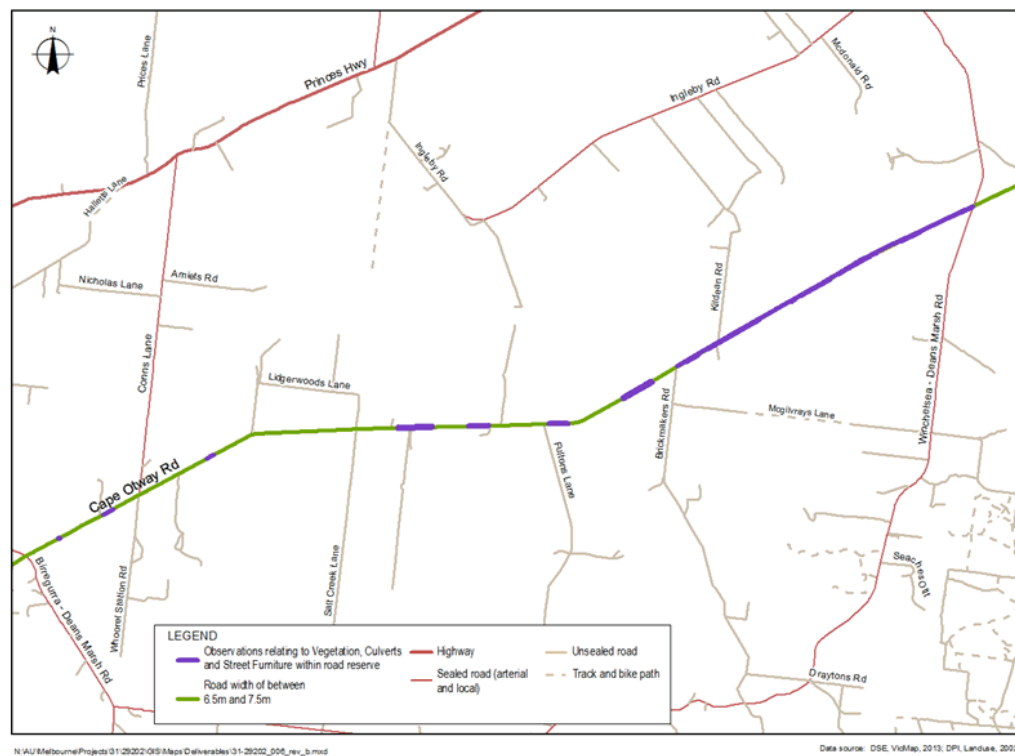 N
Prices Lane
Princes Hwy
Mcdonald Rd
Ingleby Rd
Ingleby Rd
Halletts Lane
Nicholas Lane
Amiets Rd
Conns Lane
Kildean Rd
Winchelsea - Deans Marsh Rd
Lidgerwoods Lane
Brickmakers Rd
Mcgilvrays Lane
Cape Otway Rd
Fultons Lane
Birregurra - Deans Marsh Rd
Whoorel Station Rd
Salt Creek Lane
Draytons Rd
LEGEND
Observations relating to Vegetation, Culverts
and Street Furniture within road reserve
Road width of between
6.5m and 7.5m
Highway
Sealed road (arterial
and local)
Unsealed road
Track and bike path
N:\AU\Melbourne\Projects\31\29202\GIS\Maps\Deliverables\31-29202_006_rev_b.mxd
Data source: DSE, VicMap, 2013; DPI, Landuse,